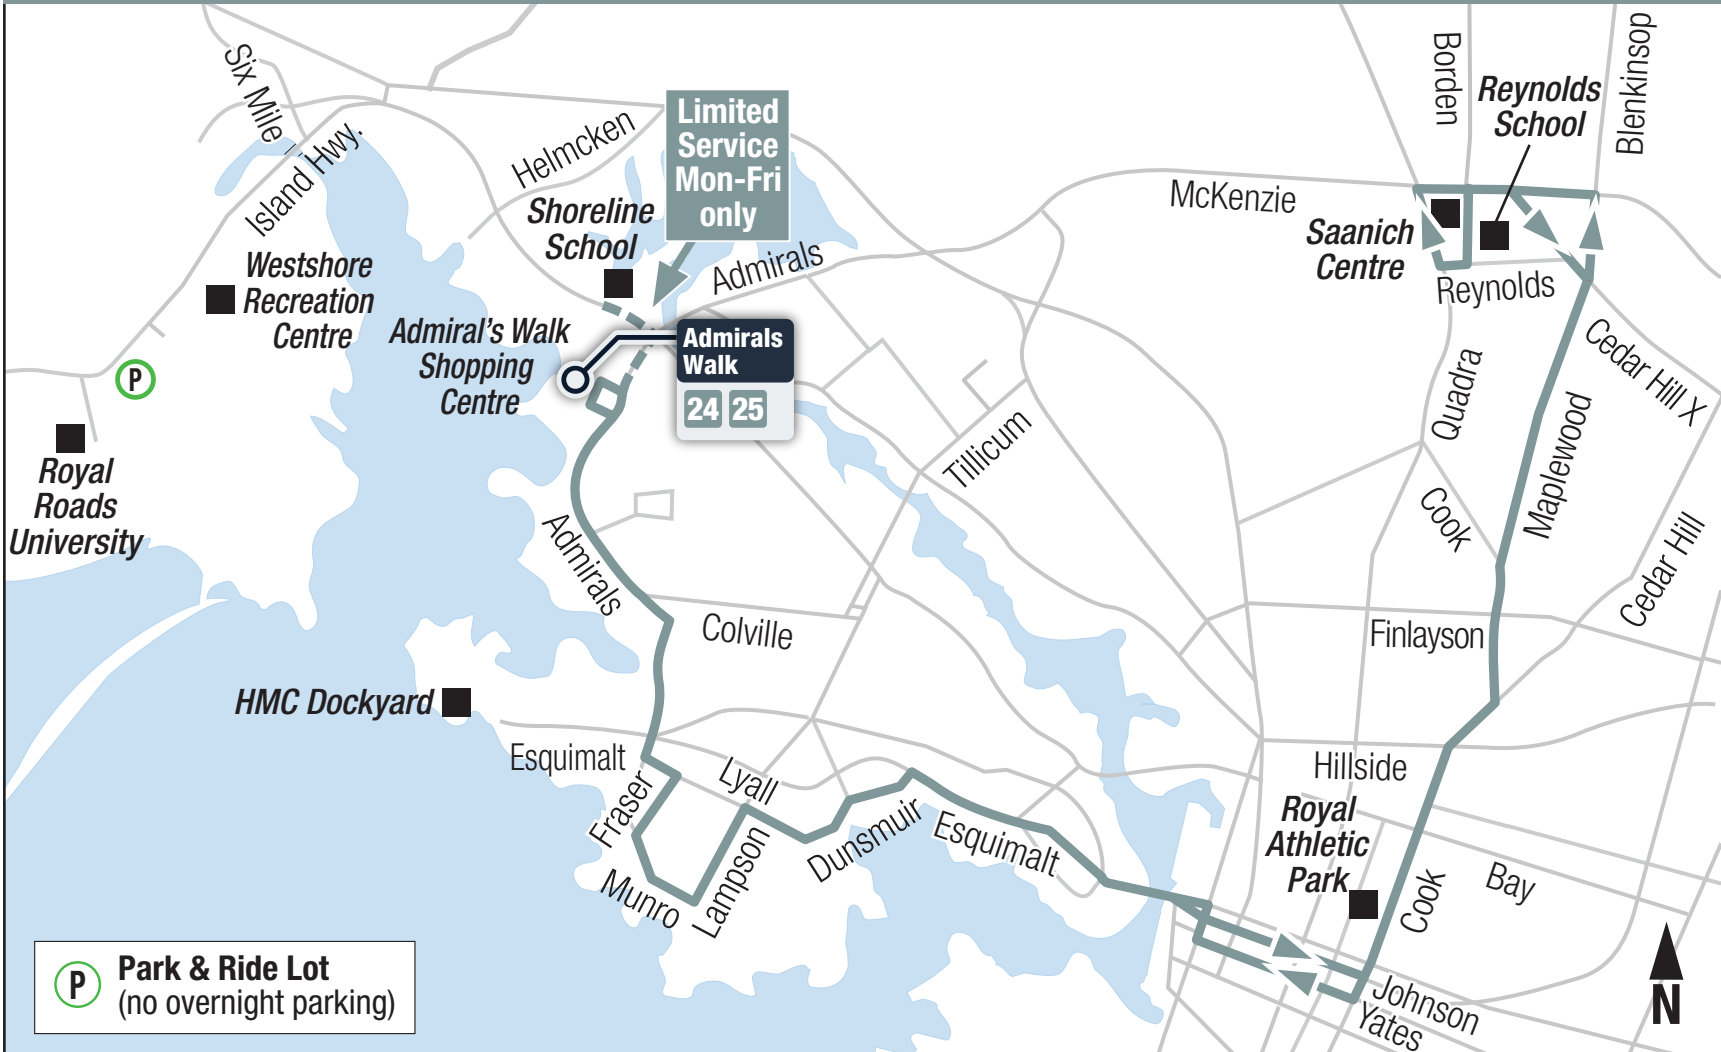 Six Mile
Island Hwy.
Helmcken
Limited
Service
Mon-Fri
only
Shoreline
School
Admirals
McKenzie
Borden
Reynolds
School
Blenkinsop
Saanich
Centre
Reynolds
Westshore
Recreation
Centre
Admiral's Walk
Shopping
Centre
Admirals
Walk
24 25
P
Royal
Roads
University
Quadra
Cedar Hill X
Tillicum
Maplewood
Cook
Cedar Hill
Admirals
Colville
Finlayson
HMC Dockyard
Esquimalt
Lyall
Fraser
Munro
Lampson
Dunsmuir
Esquimalt
Hillside
Royal
Athletic
Park
Cook
Bay
Johnson
Yates
P
Park & Ride Lot
(no overnight parking)
N